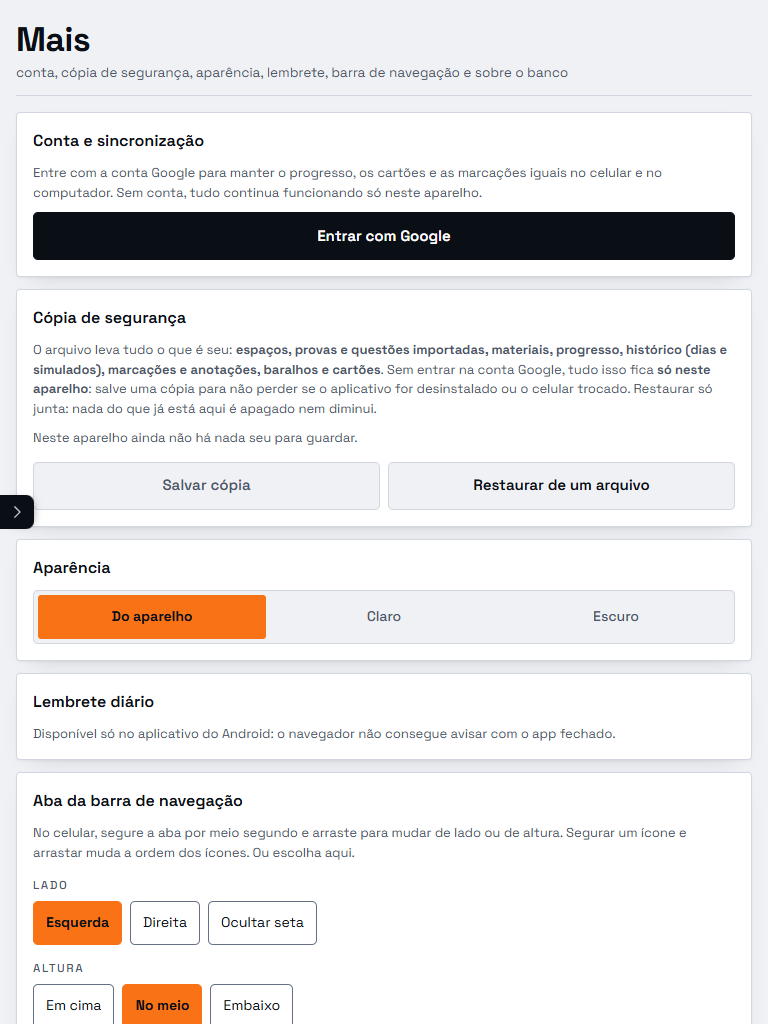 Mais
conta, cópia de segurança, aparência, lembrete, barra de navegação e sobre o banco
Conta e sincronização
Entre com a conta Google para manter o progresso, os cartões e as marcações iguais no celular e no
computador. Sem conta, tudo continua funcionando só neste aparelho.
Entrar com Google
Cópia de segurança
O arquivo leva tudo o que é seu: espaços, provas e questões importadas, materiais, progresso, histórico (dias e
simulados), marcações e anotações, baralhos e cartões. Sem entrar na conta Google, tudo isso fica só neste
aparelho: salve uma cópia para não perder se o aplicativo for desinstalado ou o celular trocado. Restaurar só
junta: nada do que já está aqui é apagado nem diminui.
Neste aparelho ainda não há nada seu para guardar.
Salvar cópia
Restaurar de um arquivo
Aparência
Do aparelho
Claro
Escuro
Lembrete diário
Disponível só no aplicativo do Android: o navegador não consegue avisar com o app fechado.
Aba da barra de navegação
No celular, segure a aba por meio segundo e arraste para mudar de lado ou de altura. Segurar um ícone e
arrastar muda a ordem dos ícones. Ou escolha aqui.
LADO
Esquerda
Direita
Ocultar seta
ALTURA
Em cima
No meio
Embaixo